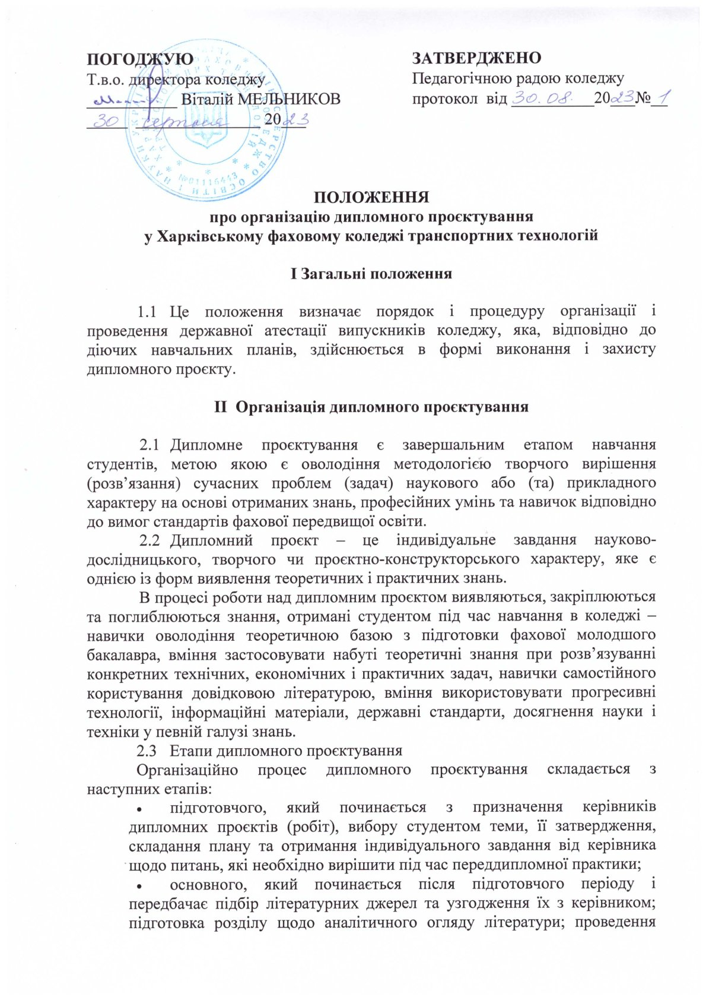 ПОГОДЖУЮ
Т.в.о. директора коледжу
____________ Віталій МЕЛЬНИКОВ
30 серпня 2023
ЗАТВЕРДЖЕНО
Педагогічною радою коледжу
протокол від 30.08. 2023 № 1
№01116443
ПОЛОЖЕННЯ
про організацію дипломного проєктування
у Харківському фаховому коледжі транспортних технологій
І Загальні положення
1.1 Це положення визначає порядок і процедуру організації і
проведення державної атестації випускників коледжу, яка, відповідно до
діючих навчальних планів, здійснюється в формі виконання і захисту
дипломного проєкту.
ІІ Організація дипломного проєктування
2.1 Дипломне проєктування є завершальним етапом навчання
студентів, метою якою є оволодіння методологією творчого вирішення
(розв’язання) сучасних проблем (задач) наукового або (та) прикладного
характеру на основі отриманих знань, професійних умінь та навичок відповідно
до вимог стандартів фахової передвищої освіти.
2.2 Дипломний проєкт – це індивідуальне завдання науково-
дослідницького, творчого чи проєктно-конструкторського характеру, яке є
однією із форм виявлення теоретичних і практичних знань.
В процесі роботи над дипломним проєктом виявляються, закріплюються
та поглиблюються знання, отримані студентом під час навчання в коледжі –
навички оволодіння теоретичною базою з підготовки фахової молодшого
бакалавра, вміння застосовувати набуті теоретичні знання при розв’язуванні
конкретних технічних, економічних і практичних задач, навички самостійного
користування довідковою літературою, вміння використовувати прогресивні
технології, інформаційні матеріали, державні стандарти, досягнення науки і
техніки у певній галузі знань.
2.3 Етапи дипломного проєктування
Організаційно процес дипломного проєктування складається з
наступних етапів:
• підготовчого, який починається з призначення керівників
дипломних проєктів (робіт), вибору студентом теми, її затвердження,
складання плану та отримання індивідуального завдання від керівника
щодо питань, які необхідно вирішити під час переддипломної практики;
• основного, який починається після підготовчого періоду і
передбачає підбір літературних джерел та узгодження їх з керівником;
підготовка розділу щодо аналітичного огляду літератури; проведення